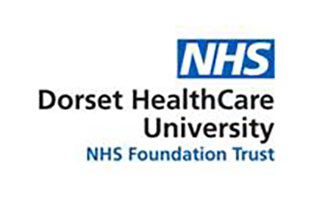 NHS
Dorset HealthCare
University
NHS Foundation Trust